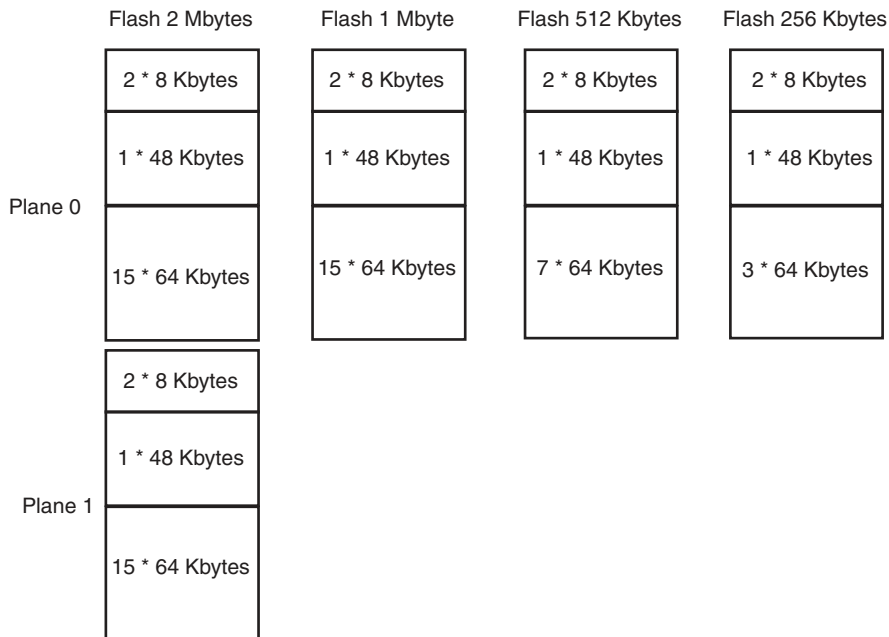 Flash 2 Mbytes Flash 1 Mbyte Flash 512 Kbytes Flash 256 Kbytes
2 * 8 Kbytes 2 * 8 Kbytes 2 * 8 Kbytes 2 * 8 Kbytes
1 * 48 Kbytes 1 * 48 Kbytes 1 * 48 Kbytes 1 * 48 Kbytes
Plane 0
15 * 64 Kbytes 15 * 64 Kbytes 7 * 64 Kbytes 3 * 64 Kbytes
2 * 8 Kbytes
1 * 48 Kbytes
Plane 1
15 * 64 Kbytes